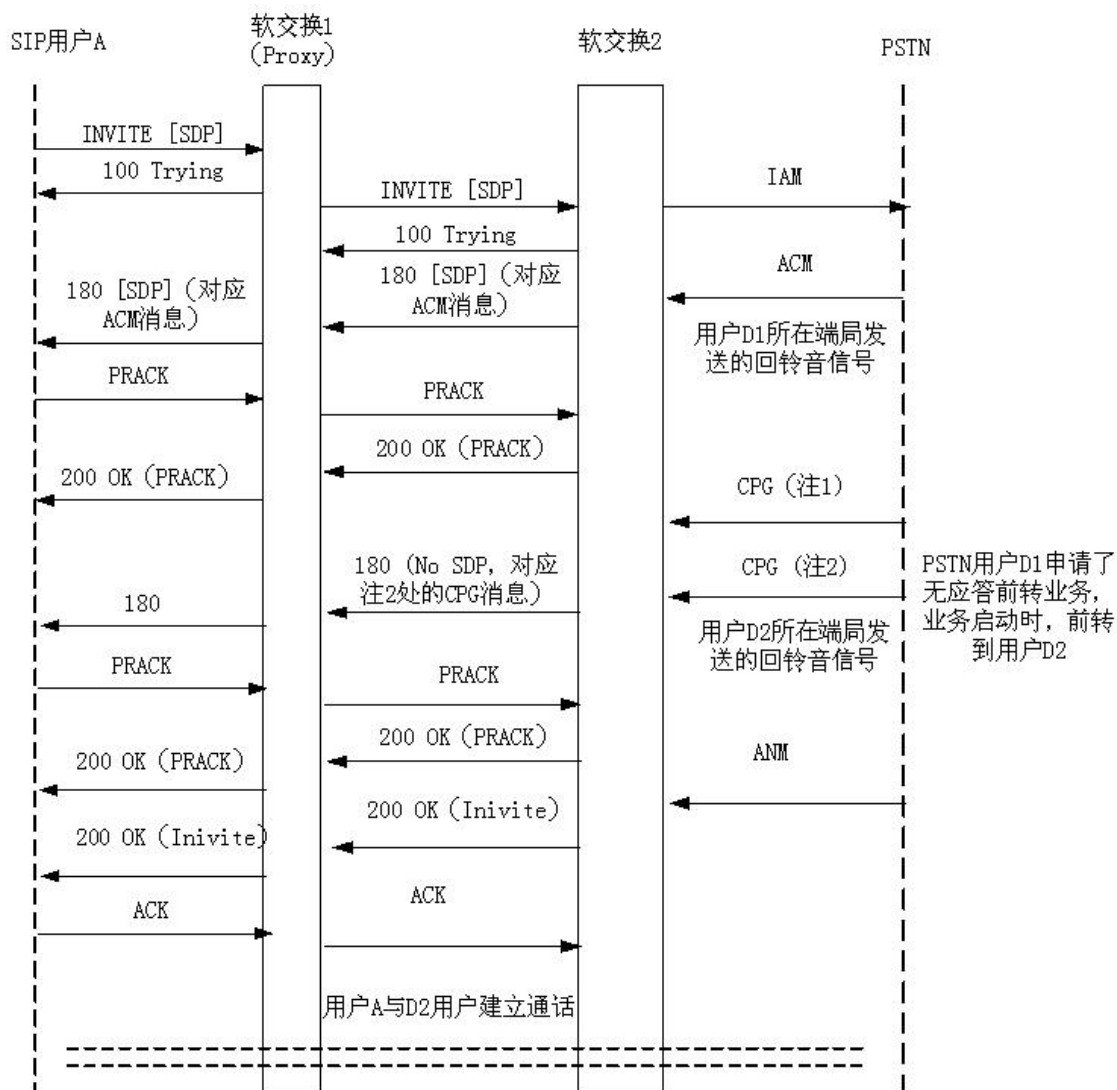 SIP用户A
软交换1
(Proxy)
软交换2
PSTN
INVITE [SDP]
100 Trying
INVITE [SDP]
IAM
100 Trying
ACM
180 [SDP] (对应
ACM消息)
180 [SDP] (对应
ACM消息)
用户D1所在端局发
送的回铃音信号
PRACK
PRACK
200 OK (PRACK)
200 OK (PRACK)
CPG (注1)
180 (No SDP, 对应
注2处的CPG消息)
CPG (注2)
PSTN用户D1申请了
无应答前转业务,
业务启动时, 前转
到用户D2
180
用户D2所在端局发
送的回铃音信号
PRACK
PRACK
200 OK (PRACK)
200 OK (PRACK)
ANM
200 OK (Inivite)
200 OK (Inivite)
ACK
ACK
用户A与D2用户建立通话